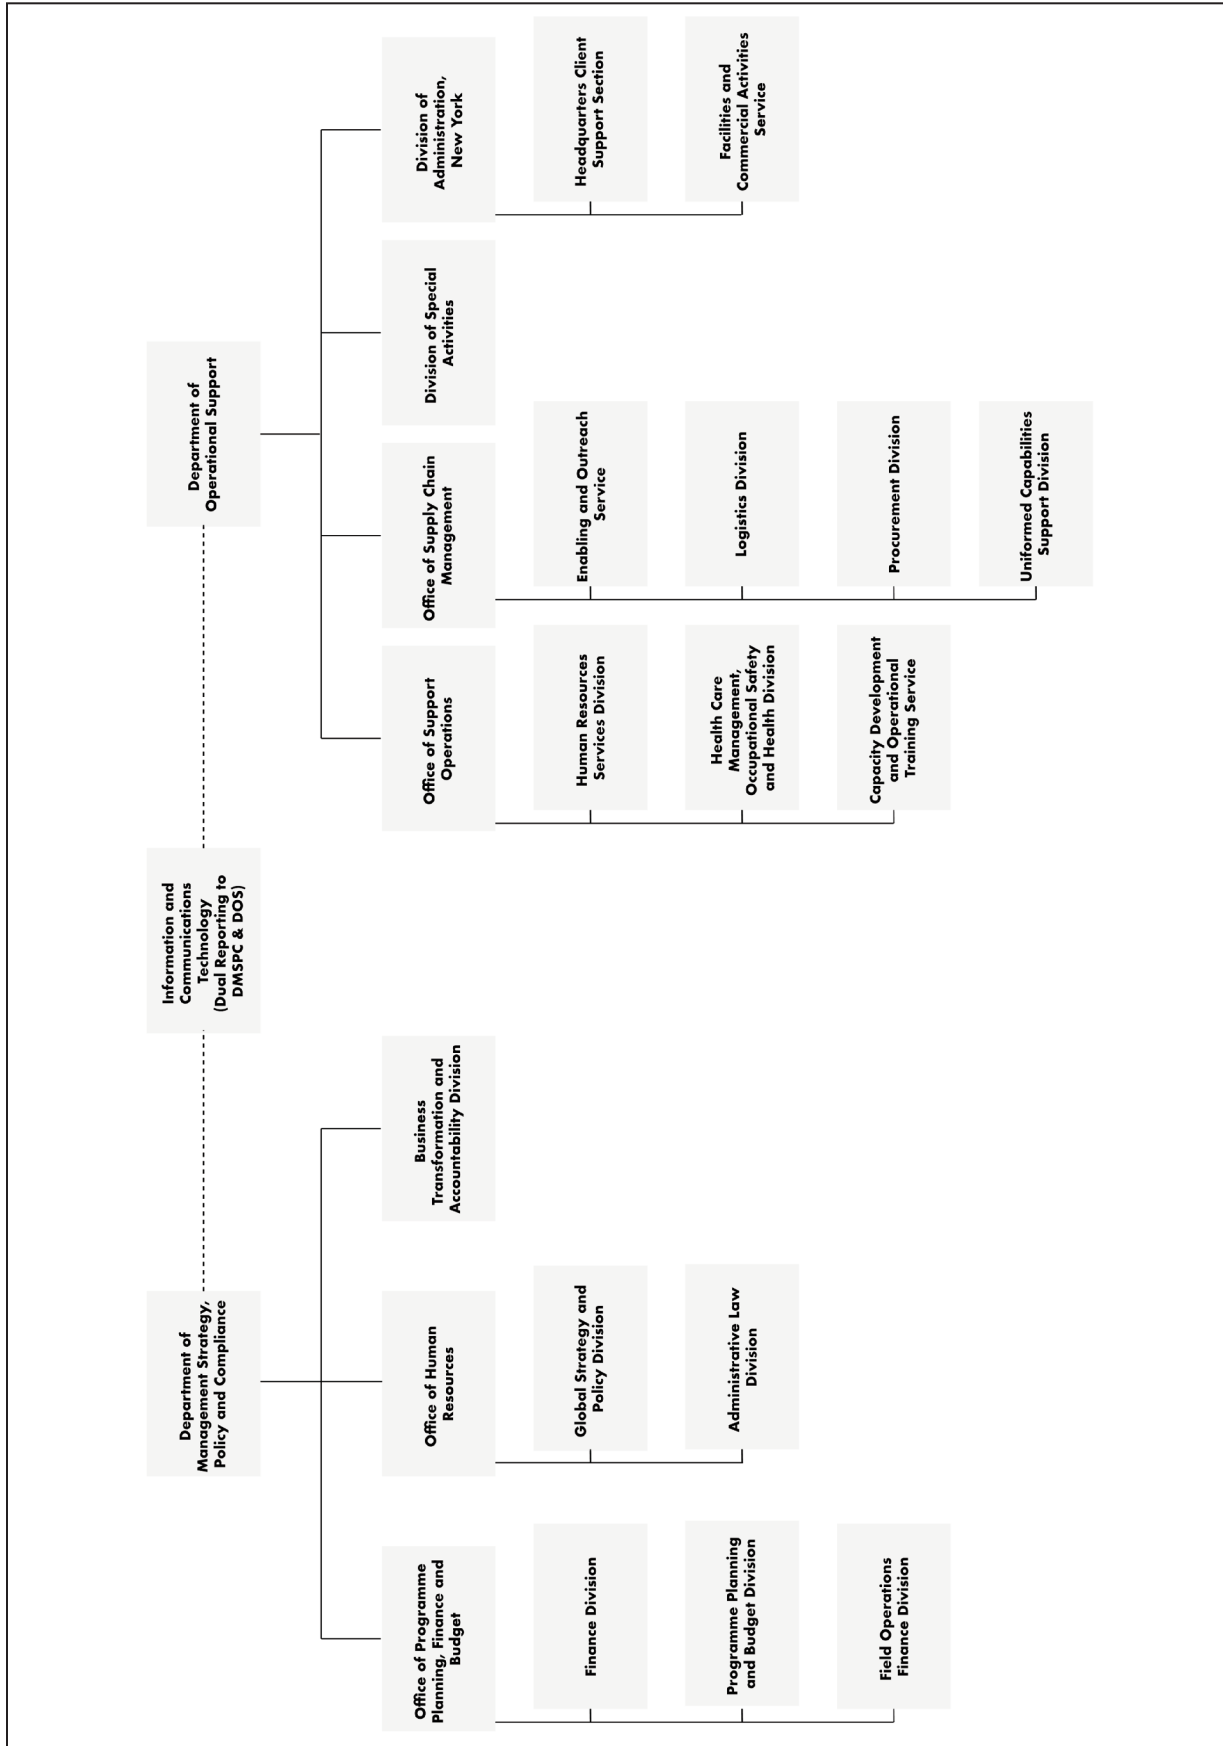 Department of
Management Strategy,
Policy and Compliance
Information and
Communications
Technology
(Dual Reporting to
DMSPC & DOS)
Department of
Operational Support
Office of Programme
Planning, Finance and
Budget
Office of Human
Resources
Business
Transformation and
Accountability Division
Office of Support
Operations
Office of Supply Chain
Management
Division of Special
Activities
Division of
Administration,
New York
Finance Division
Global Strategy and
Policy Division
Human Resources
Services Division
Enabling and Outreach
Service
Headquarters Client
Support Section
Programme Planning
and Budget Division
Administrative Law
Division
Health Care
Management,
Occupational Safety
and Health Division
Logistics Division
Facilities and
Commercial Activities
Service
Field Operations
Finance Division
Capacity Development
and Operational
Training Service
Procurement Division
Uniformed Capabilities
Support Division